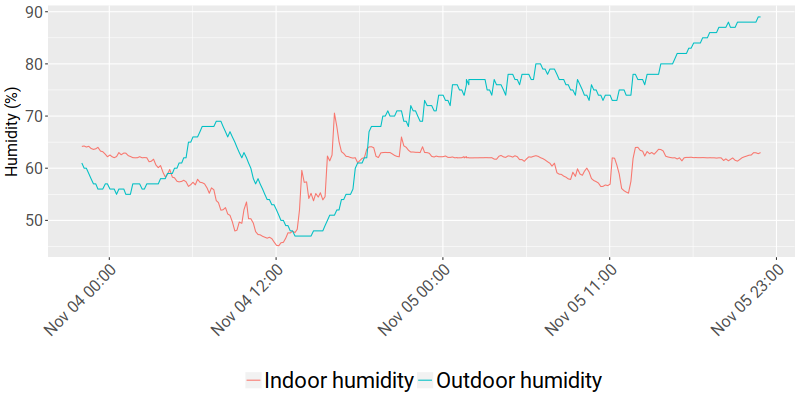 90
80
70
60
50
Humidity (%)
Nov 04 00:00
Nov 04 12:00
Nov 05 00:00
Nov 05 11:00
Nov 05 23:00
Indoor humidity
Outdoor humidity